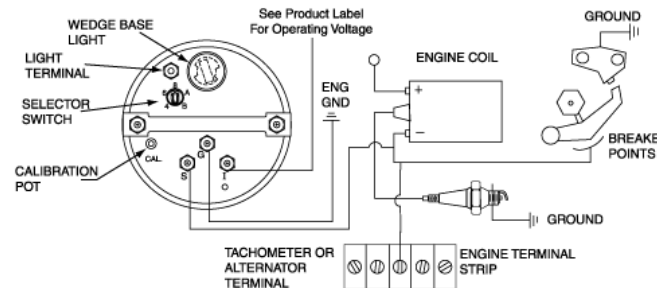 WEDGE BASE
LIGHT
See Product Label
For Operating Voltage
GROUND
LIGHT
TERMINAL
ENGINE COIL
SELECTOR
SWITCH
ENG
GND
+
−
BREAKE
POINTS
CALIBRATION
POT
CAL.
G
S
I
GROUND
TACHOMETER OR
ALTERNATOR
TERMINAL
ENGINE TERMINAL
STRIP